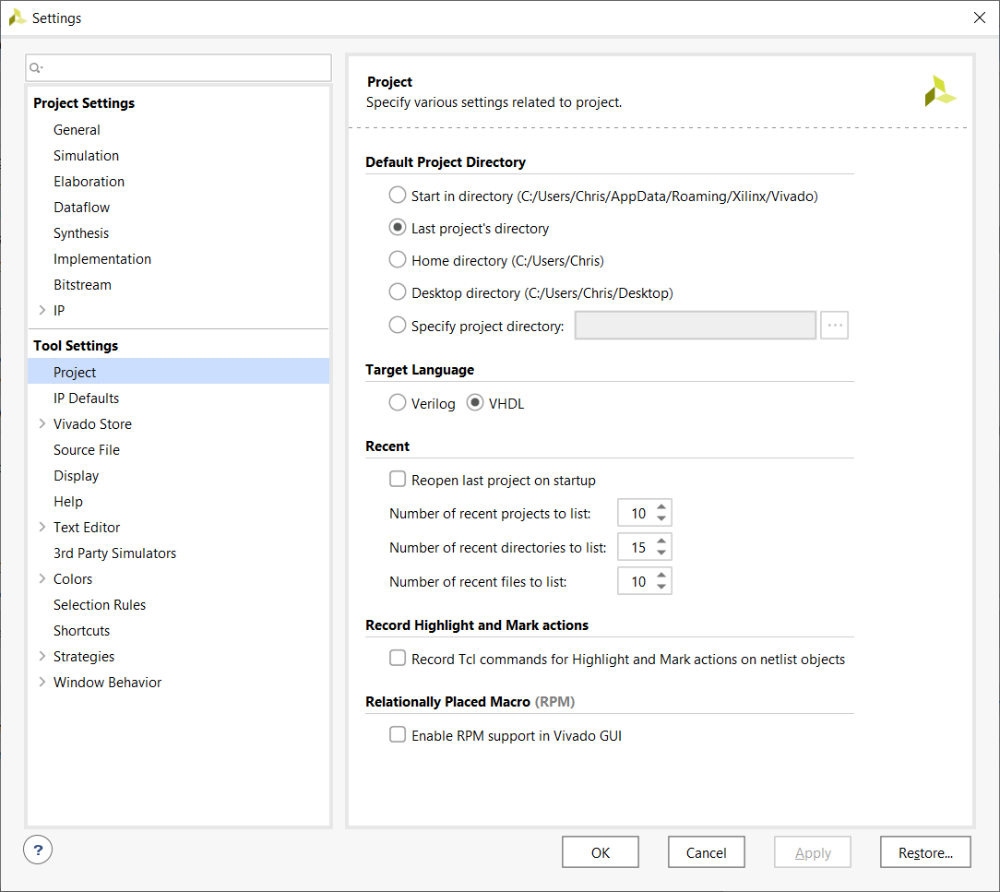 Settings
Project Settings
General
Simulation
Elaboration
Dataflow
Synthesis
Implementation
Bitstream
IP
Tool Settings
Project
IP Defaults
Vivado Store
Source File
Display
Help
Text Editor
3rd Party Simulators
Colors
Selection Rules
Shortcuts
Strategies
Window Behavior
Project
Specify various settings related to project.
Default Project Directory
Start in directory (C:/Users/Chris/AppData/Roaming/Xilinx/Vivado)
Last project's directory
Home directory (C:/Users/Chris)
Desktop directory (C:/Users/Chris/Desktop)
Specify project directory:
...
Target Language
Verilog VHDL
Recent
Reopen last project on startup
Number of recent projects to list: 10
Number of recent directories to list: 15
Number of recent files to list: 10
Record Highlight and Mark actions
Record Tcl commands for Highlight and Mark actions on netlist objects
Relationally Placed Macro (RPM)
Enable RPM support in Vivado GUI
? OK Cancel Apply Restore...